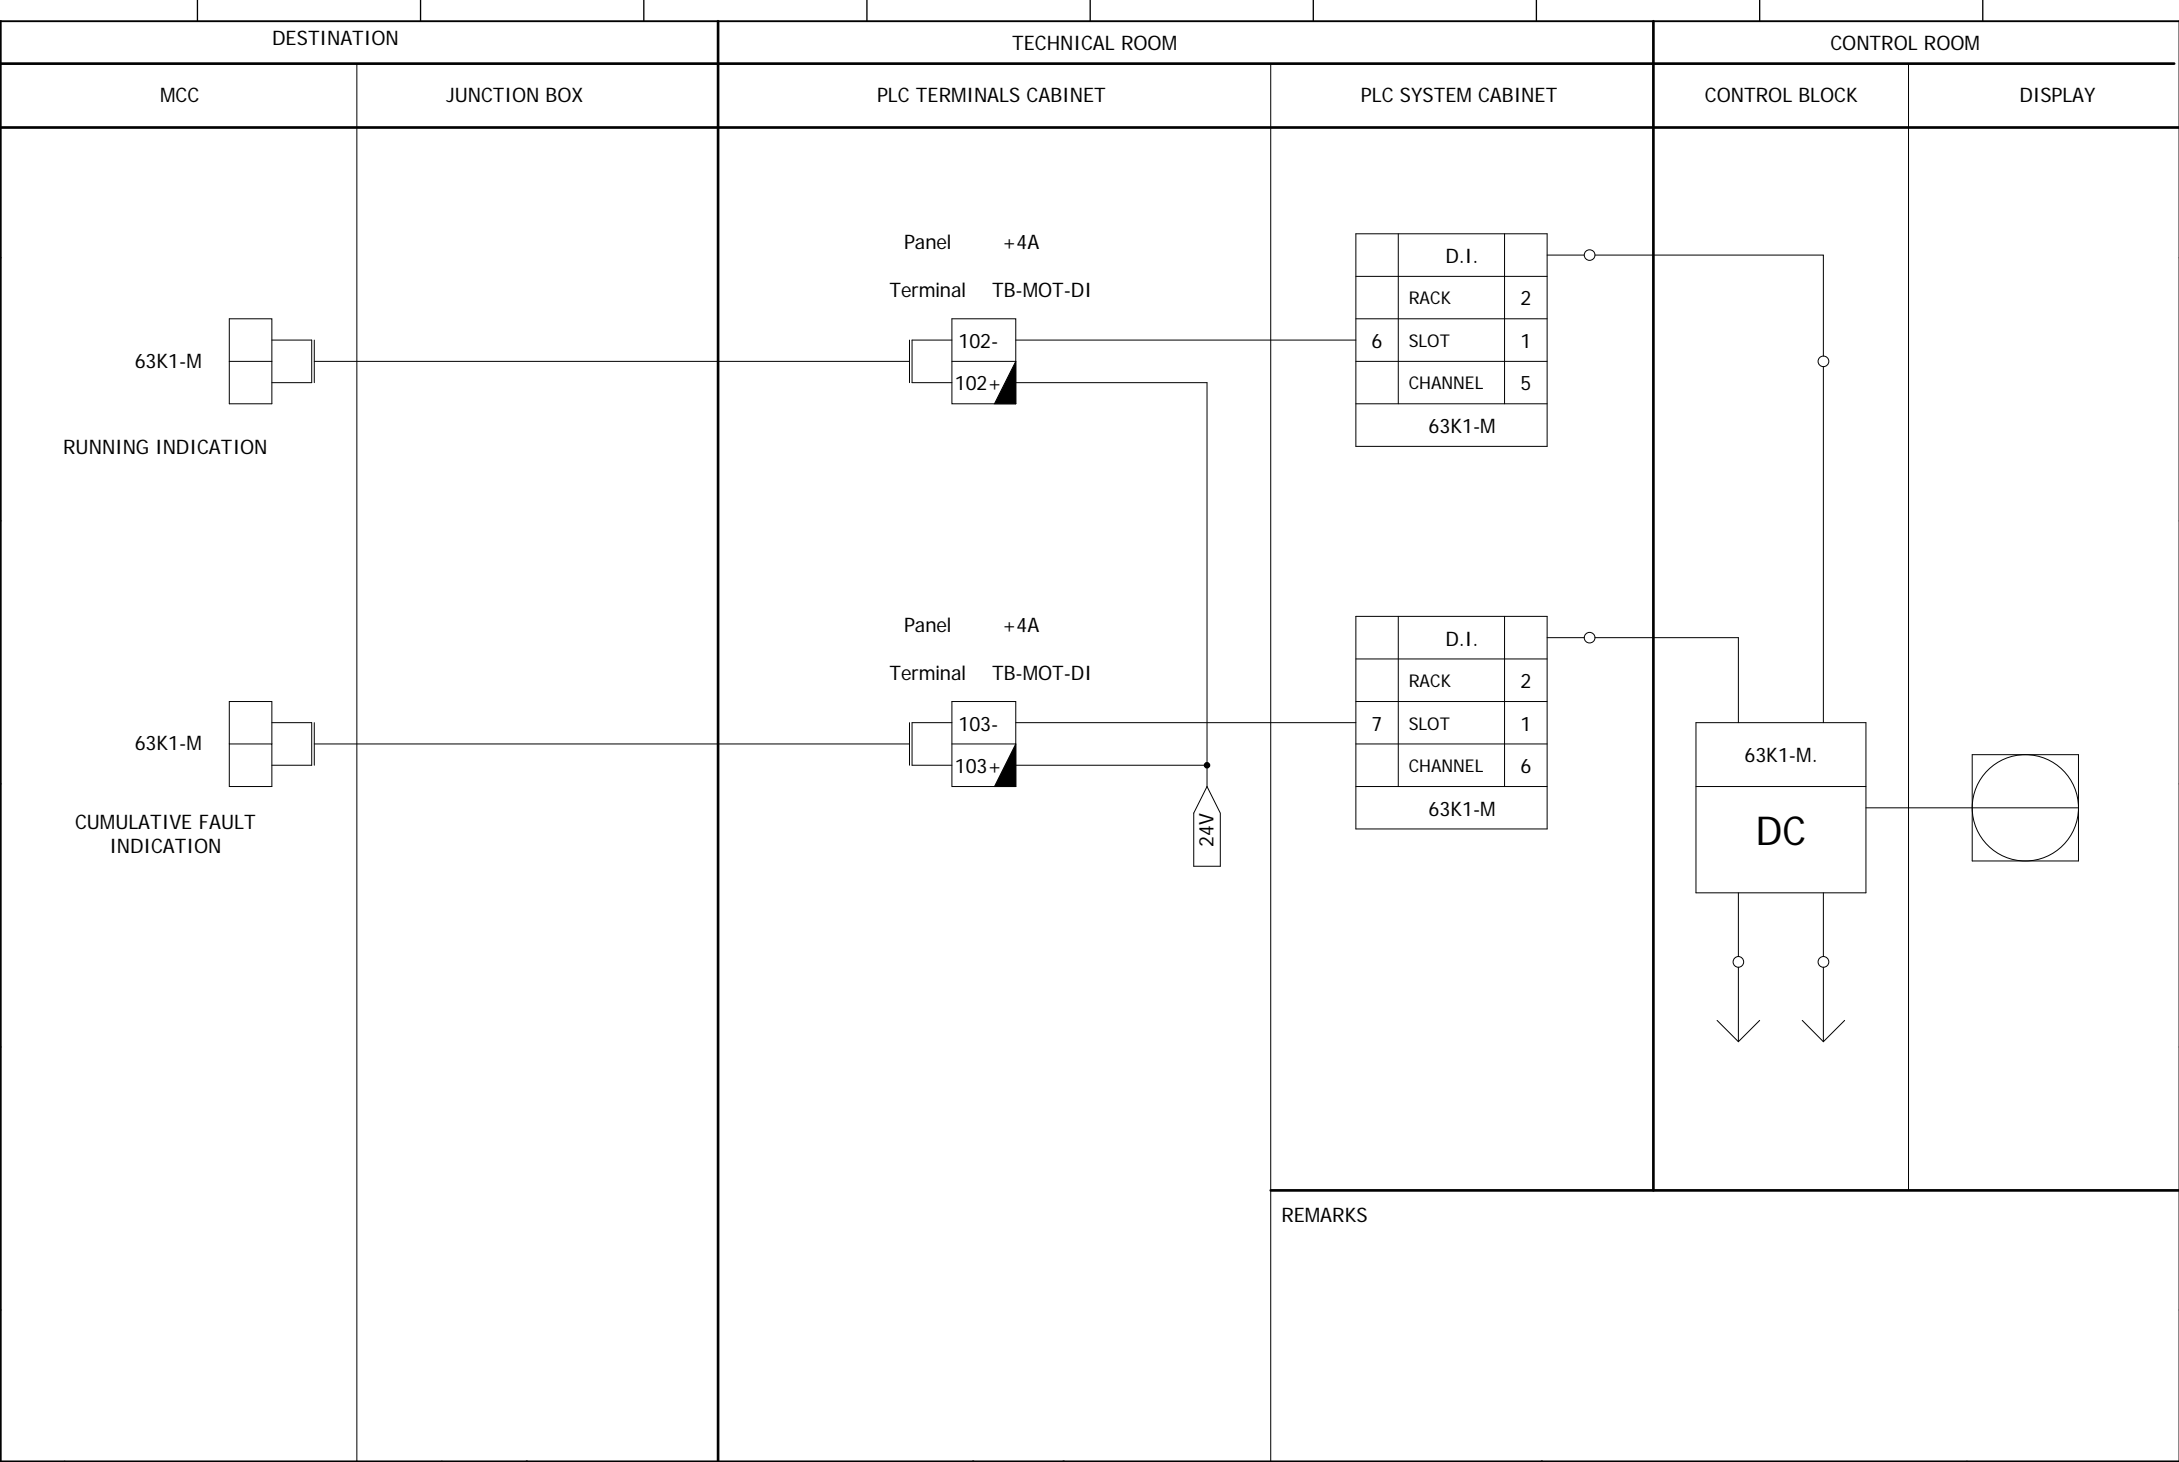 DESTINATION
TECHNICAL ROOM
CONTROL ROOM
MCC
JUNCTION BOX
PLC TERMINALS CABINET
PLC SYSTEM CABINET
CONTROL BLOCK
DISPLAY
Panel +4A
Terminal TB-MOT-DI
63K1-M
102-
102+
RUNNING INDICATION
D.I.
RACK 2
6 SLOT 1
CHANNEL 5
63K1-M
Panel +4A
Terminal TB-MOT-DI
63K1-M
103-
103+
CUMULATIVE FAULT
INDICATION
24V
D.I.
RACK 2
7 SLOT 1
CHANNEL 6
63K1-M
63K1-M.
DC
REMARKS